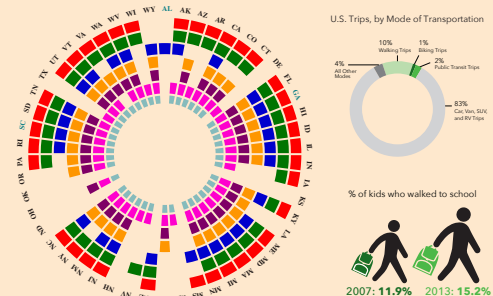 AL
AK
AZ
AR
CA
CO
CT
DE
FL
GA
HI
ID
IL
IN
IA
KS
KY
LA
ME
MD
MA
MI
MN
MS
NV
NH
NJ
NM
NY
NC
ND
OH
OK
OR
PA
RI
SC
SD
TN
TX
UT
VT
VA
WA
WV
WI
WY
U.S. Trips, by Mode of Transportation
10%
Walking Trips
1%
Biking Trips
2%
Public Transit Trips
4%
All Other
Modes
83%
Car, Van, SUV,
and RV Trips
% of kids who walked to school
2007: 11.9%
2013: 15.2%